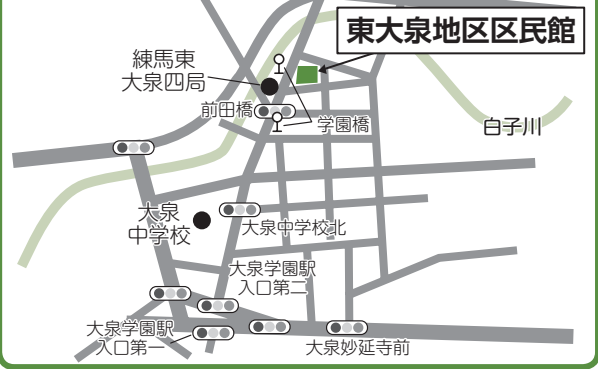 東大泉地区区民館
練馬東
大泉四局
前田橋
学園橋
白子川
大泉
中学校
大泉中学校北
大泉学園駅
入口第二
大泉学園駅
入口第一
大泉妙延寺前